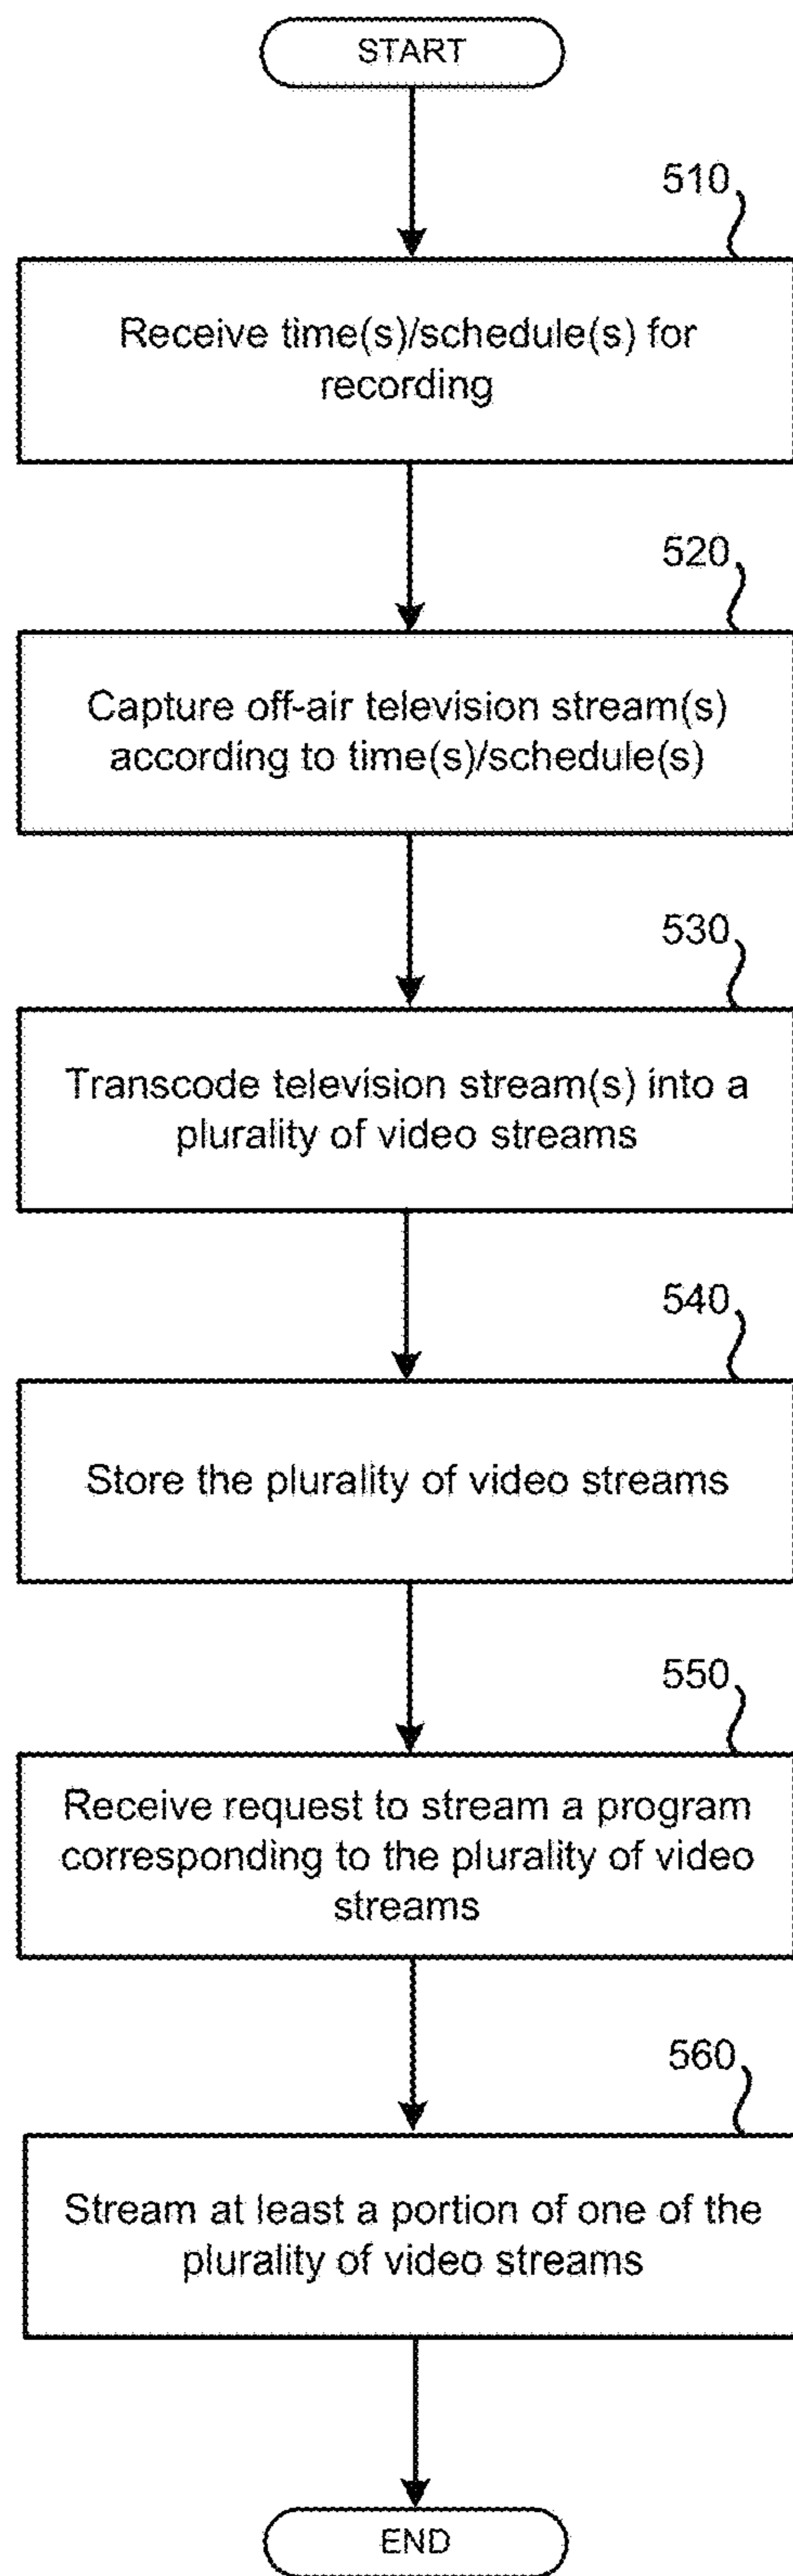 START
510
Receive time(s)/schedule(s) for
recording
520
Capture off-air television stream(s)
according to time(s)/schedule(s)
530
Transcode television stream(s) into a
plurality of video streams
540
Store the plurality of video streams
550
Receive request to stream a program
corresponding to the plurality of video
streams
560
Stream at least a portion of one of the
plurality of video streams
END